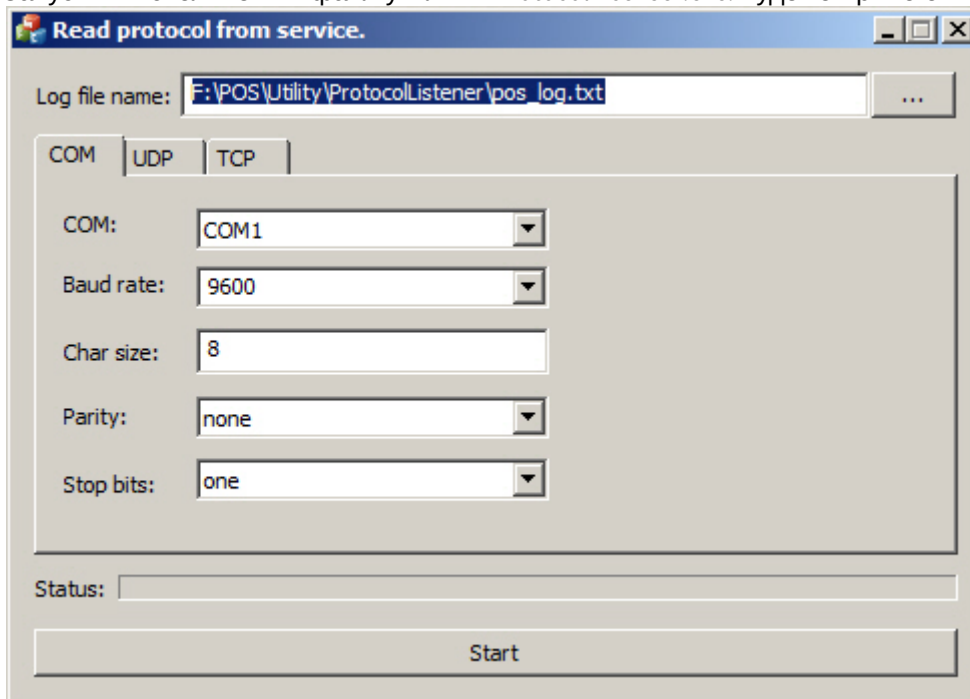 Read protocol from service.
Log file name: F:\POS\Utility\ProtocolListener\pos_log.txt ...
COM UDP TCP
COM: COM1
Baud rate: 9600
Char size: 8
Parity: none
Stop bits: one
Status:
Start